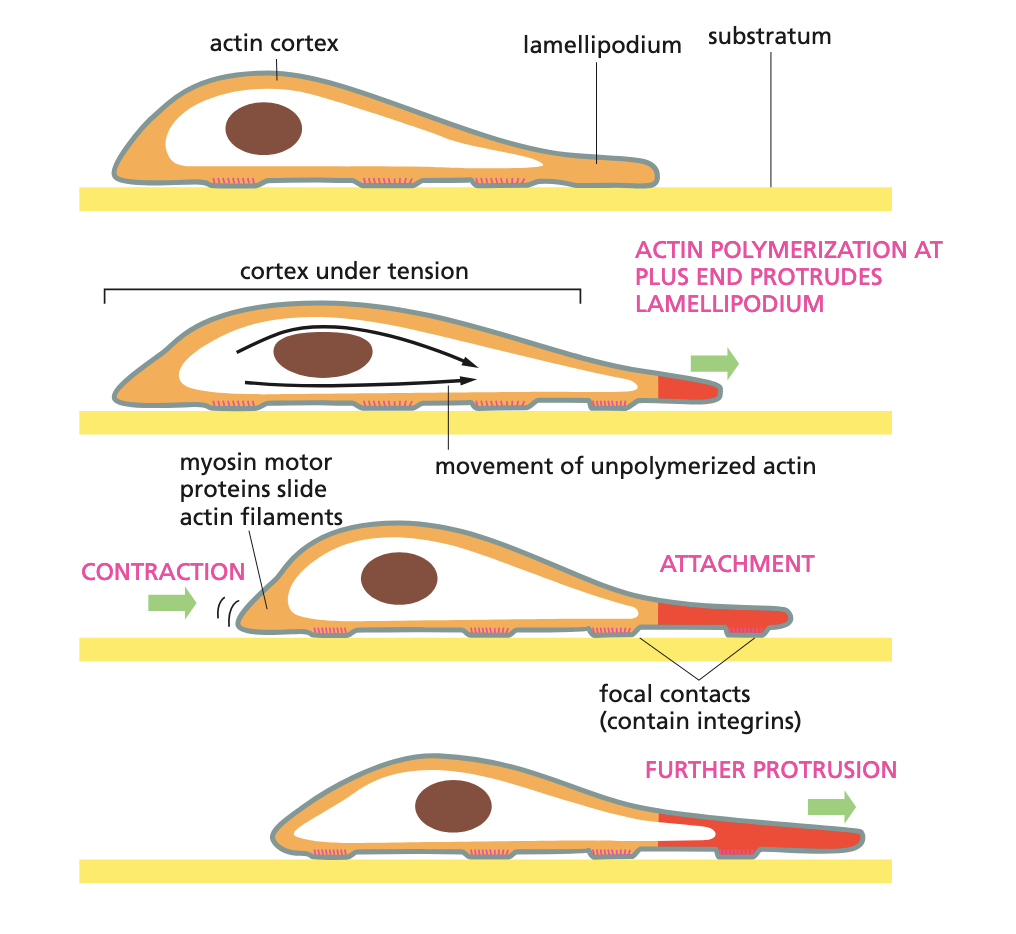 actin cortex
lamellipodium
substratum
ACTIN POLYMERIZATION AT
PLUS END PROTRUDES
LAMELLIPODIUM
cortex under tension
movement of unpolymerized actin
myosin motor
proteins slide
actin filaments
CONTRACTION
ATTACHMENT
focal contacts
(contain integrins)
FURTHER PROTRUSION